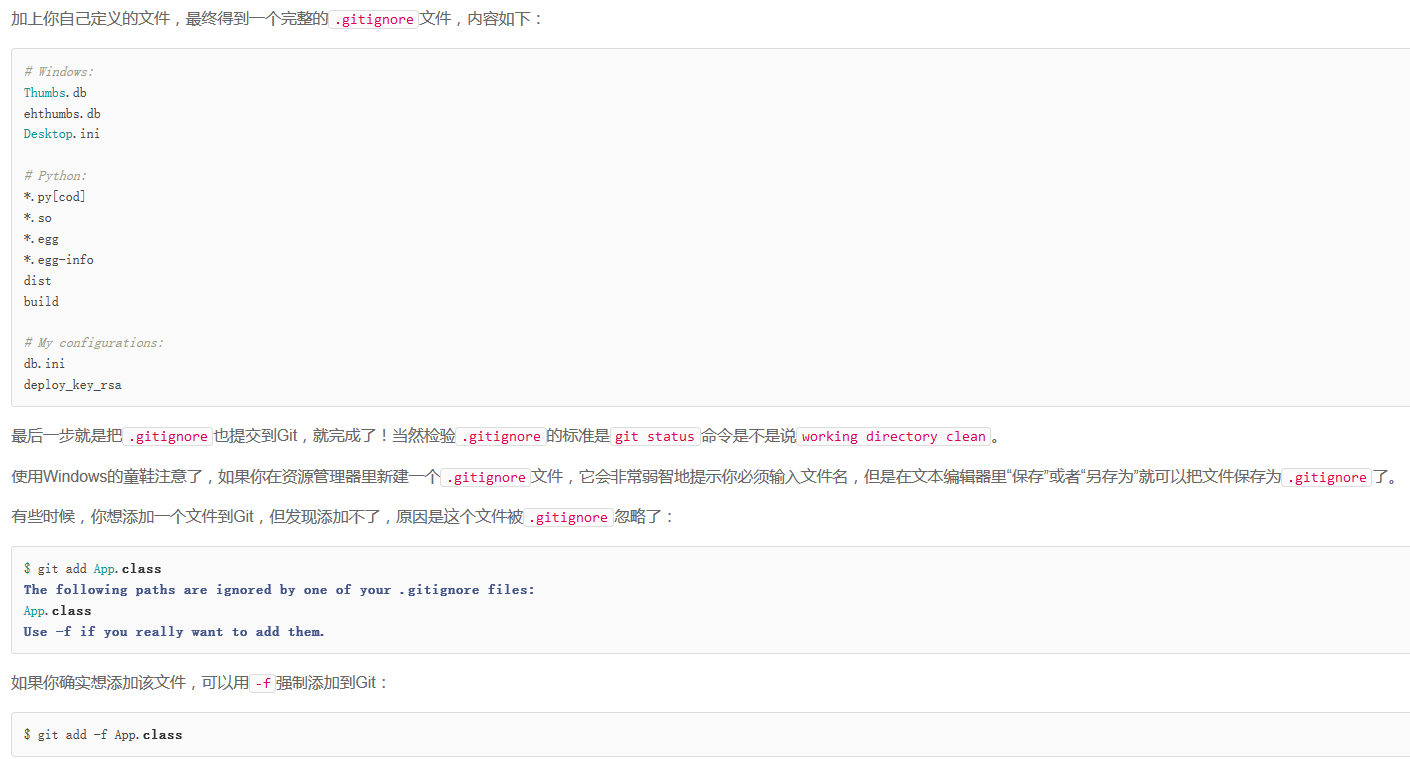 加上你自己定义的文件，最终得到一个完整的.gitignore文件，内容如下：
# Windows:
Thumbs.db
ehthumbs.db
Desktop.ini
# Python:
*.py[cod]
*.so
*.egg
*.egg-info
dist
build
# My configurations:
db.ini
deploy_key_rsa
最后一步就是把.gitignore也提交到Git，就完成了！当然检验.gitignore的标准是git status命令是不是说working directory clean。
使用Windows的童鞋注意了，如果你在资源管理器里新建一个.gitignore文件，它会非常弱智地提示你必须输入文件名，但是在文本编辑器里“保存”或者“另存为”就可以把文件保存为.gitignore了。
有些时候，你想添加一个文件到Git，但发现添加不了，原因是这个文件被.gitignore忽略了：
$ git add App.class
The following paths are ignored by one of your .gitignore files:
App.class
Use -f if you really want to add them.
如果你确实想添加该文件，可以用-f强制添加到Git：
$ git add -f App.class